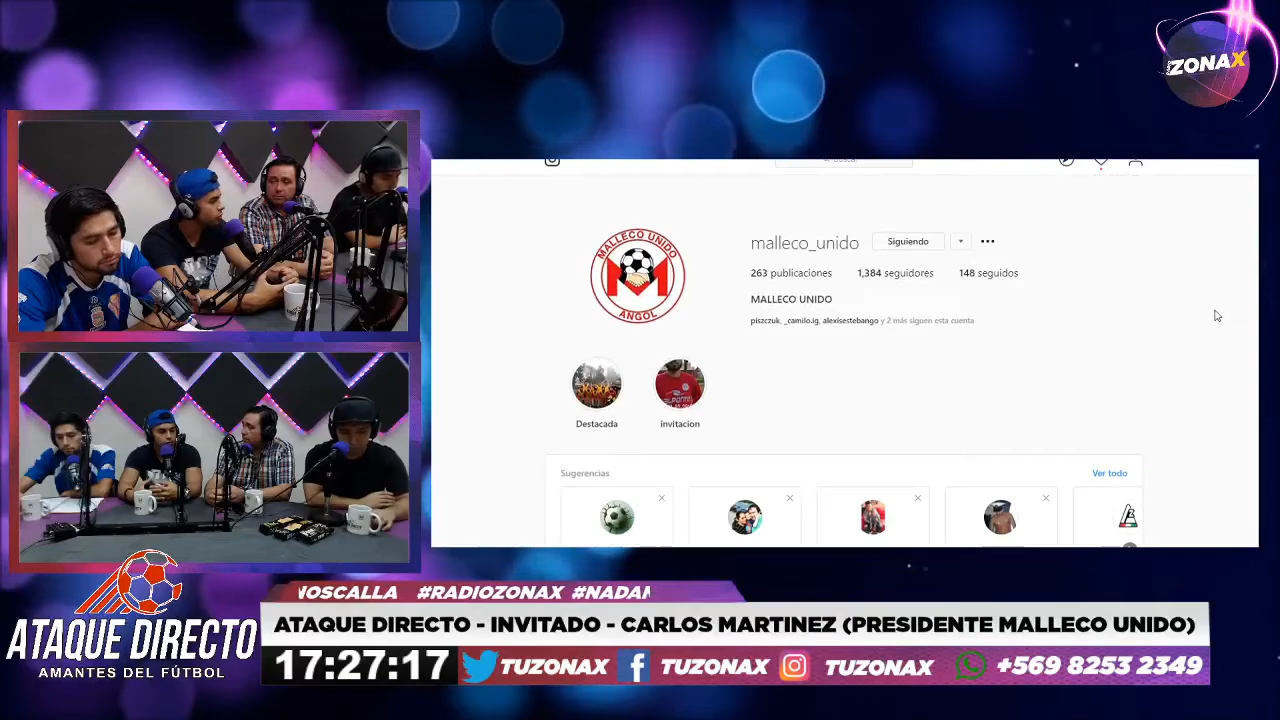 ZONAX
malleco_unido
Siguiendo
263 publicaciones
1,384 seguidores
148 seguidos
MALLECO UNIDO
piszczuk, _camilo.ig, alexisestebango y 2 más siguen esta cuenta
MALLECO UNIDO
ANGOL
Destacada
invitacion
Sugerencias
Ver todo
NOSCALLA #RADIOZONAX #NADAN
ATAQUE DIRECTO
AMANTES DEL FÚTBOL
ATAQUE DIRECTO - INVITADO - CARLOS MARTINEZ (PRESIDENTE MALLECO UNIDO)
17:27:17
TUZONAX
TUZONAX
TUZONAX
+569 8253 2349